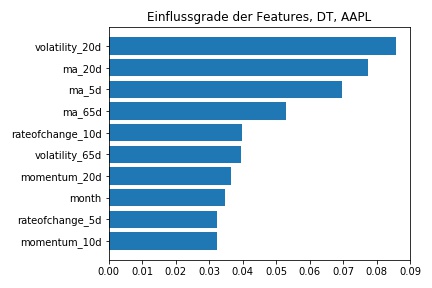 Einflussgrade der Features, DT, AAPL
volatility_20d
ma_20d
ma_5d
ma_65d
rateofchange_10d
volatility_65d
momentum_20d
month
rateofchange_5d
momentum_10d
0.00 0.01 0.02 0.03 0.04 0.05 0.06 0.07 0.08 0.09